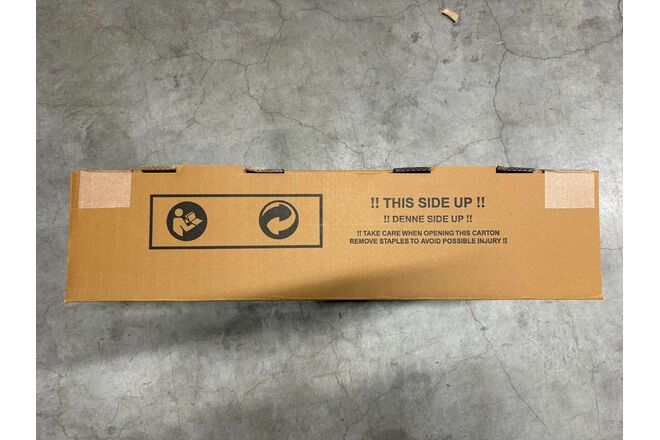 !! THIS SIDE UP !!
!! DENNE SIDE UP !!
!! TAKE CARE WHEN OPENING THIS CARTON
REMOVE STAPLES TO AVOID POSSIBLE INJURY !!